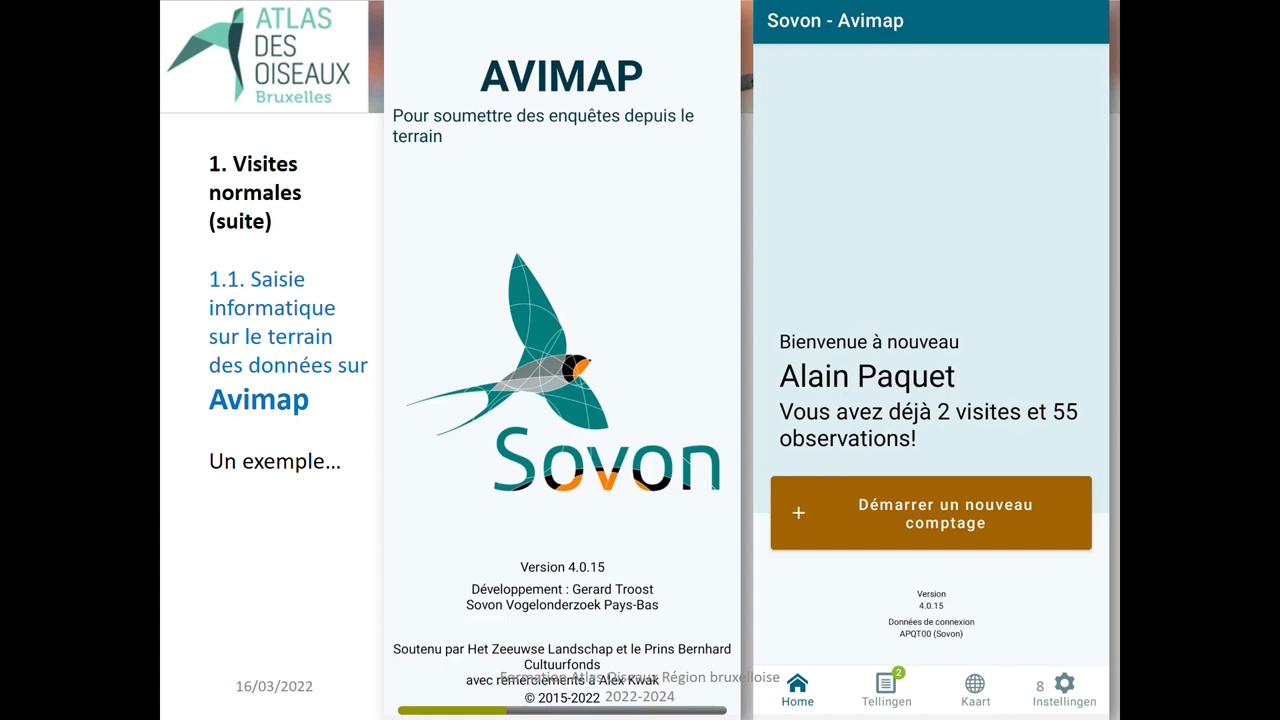 ATLAS
DES
OISEAUX
Bruxelles
1. Visites
normales
(suite)
1.1. Saisie
informatique
sur le terrain
des données sur
Avimap
Un exemple...
16/03/2022
AVIMAP
Pour soumettre des enquêtes depuis le
terrain
Sovon
Version 4.0.15
Développement : Gerard Troost
Sovon Vogelonderzoek Pays-Bas
Soutenu par Het Zeeuwse Landschap et le Prins Bernhard
Cultuurfonds
avec remerciements à Alex Kwak
© 2015-2022
Formation Atlas Oiseaux Région bruxelloise
2022-2024
Sovon - Avimap
Bienvenue à nouveau
Alain Paquet
Vous avez déjà 2 visites et 55
observations!
+ Démarrer un nouveau
comptage
Version
4.0.15
Données de connexion
APQT00 (Sovon)
2
8
Home Tellingen Kaart Instellingen